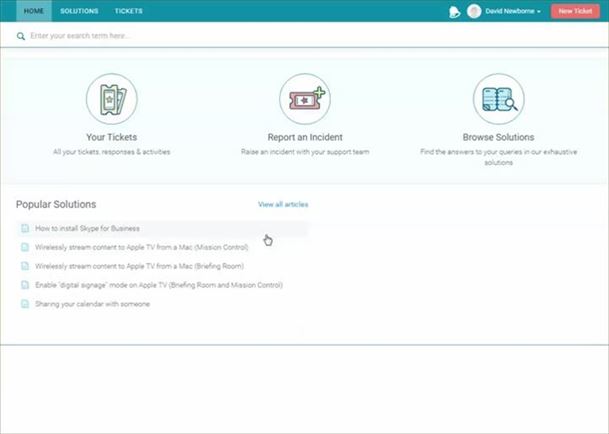 HOME SOLUTIONS TICKETS David Newborne New Ticket
Enter your search term here...
Your Tickets
All your tickets, responses & activities
Report an Incident
Raise an incident with your support team
Browse Solutions
Find the answers to your queries in our exhaustive
solutions
Popular Solutions View all articles
How to install Skype for Business
Wirelessly stream content to Apple TV from a Mac (Mission Control)
Wirelessly stream content to Apple TV from a Mac (Briefing Room)
Enable "digital signage" mode on Apple TV (Briefing Room and Mission Control)
Sharing your calendar with someone